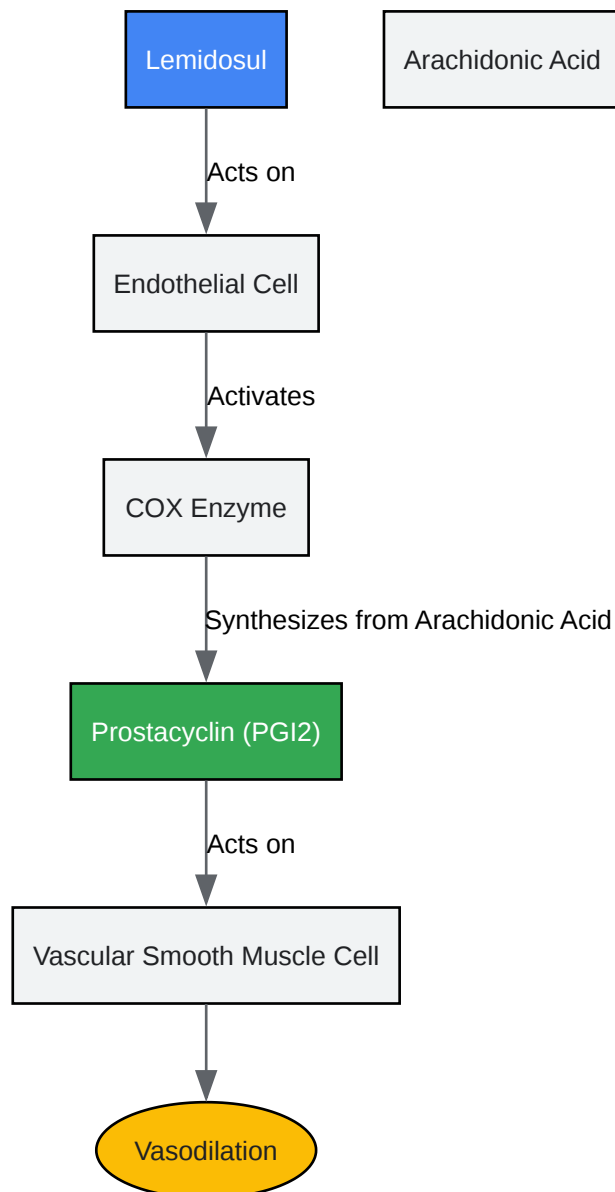 Lemidosul
Arachidonic Acid
Acts on
Endothelial Cell
Activates
COX Enzyme
Synthesizes from Arachidonic Acid
Prostacyclin (PGI2)
Acts on
Vascular Smooth Muscle Cell
Vasodilation